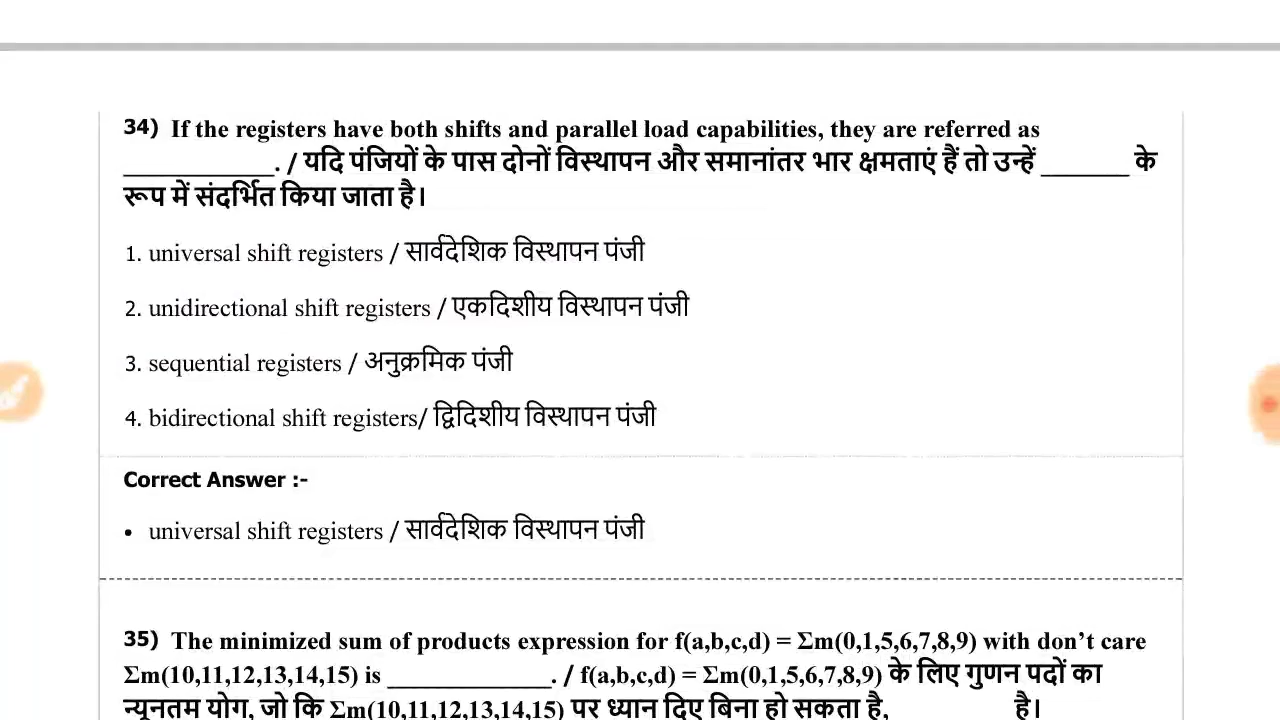 34) If the registers have both shifts and parallel load capabilities, they are referred as
____________. / यदि पंजियों के पास दोनों विस्थापन और समानांतर भार क्षमताएं हैं तो उन्हें _______ के
रूप में संदर्भित किया जाता है।
1. universal shift registers / सार्वदेशिक विस्थापन पंजी
2. unidirectional shift registers / एकदिशीय विस्थापन पंजी
3. sequential registers / अनुक्रमिक पंजी
4. bidirectional shift registers/ द्विदिशीय विस्थापन पंजी
Correct Answer :-
• universal shift registers / सार्वदेशिक विस्थापन पंजी
35) The minimized sum of products expression for f(a,b,c,d) = Σm(0,1,5,6,7,8,9) with don’t care
Σm(10,11,12,13,14,15) is _____________. / f(a,b,c,d) = Σm(0,1,5,6,7,8,9) के लिए गुणन पदों का
न्यूनतम योग, जो कि Σm(10,11,12,13,14,15) पर ध्यान दिए बिना हो सकता है, __________ है।